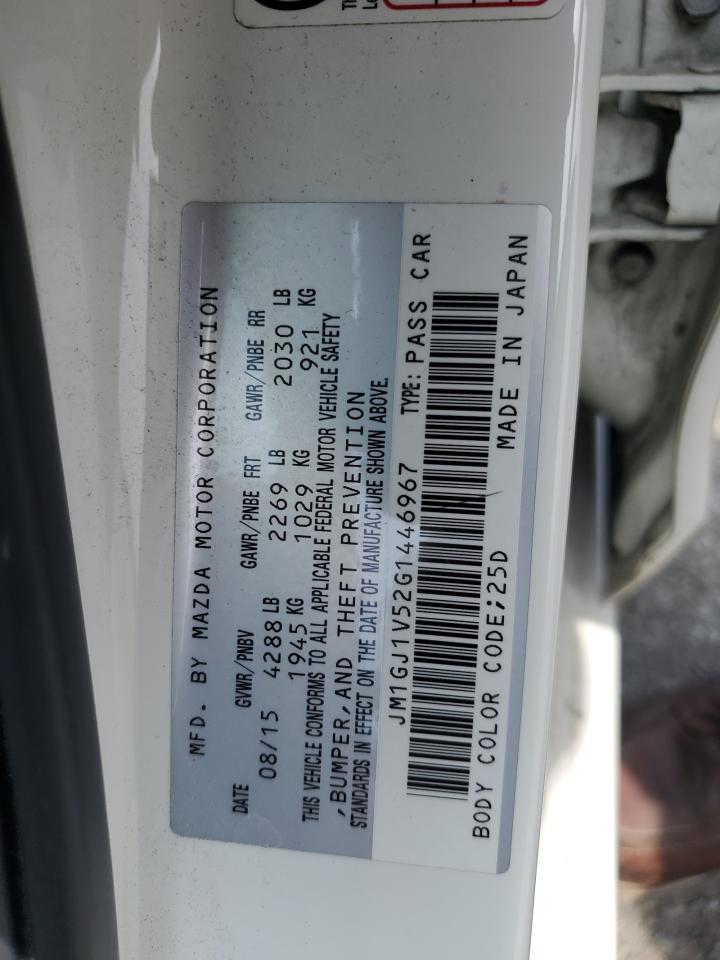 MFD. BY MAZDA MOTOR CORPORATION
DATE GVWR/PNBV GAWR/PNBE FRT GAWR/PNBE RR
08/15 4288 LB 2269 LB 2030 LB
1945 KG 1029 KG 921 KG
THIS VEHICLE CONFORMS TO ALL APPLICABLE FEDERAL MOTOR VEHICLE SAFETY
,BUMPER,AND THEFT PREVENTION
STANDARDS IN EFFECT ON THE DATE OF MANUFACTURE SHOWN ABOVE.
JM1GJ1V52G1446967 TYPE: PASS CAR
BODY COLOR CODE;25D MADE IN JAPAN